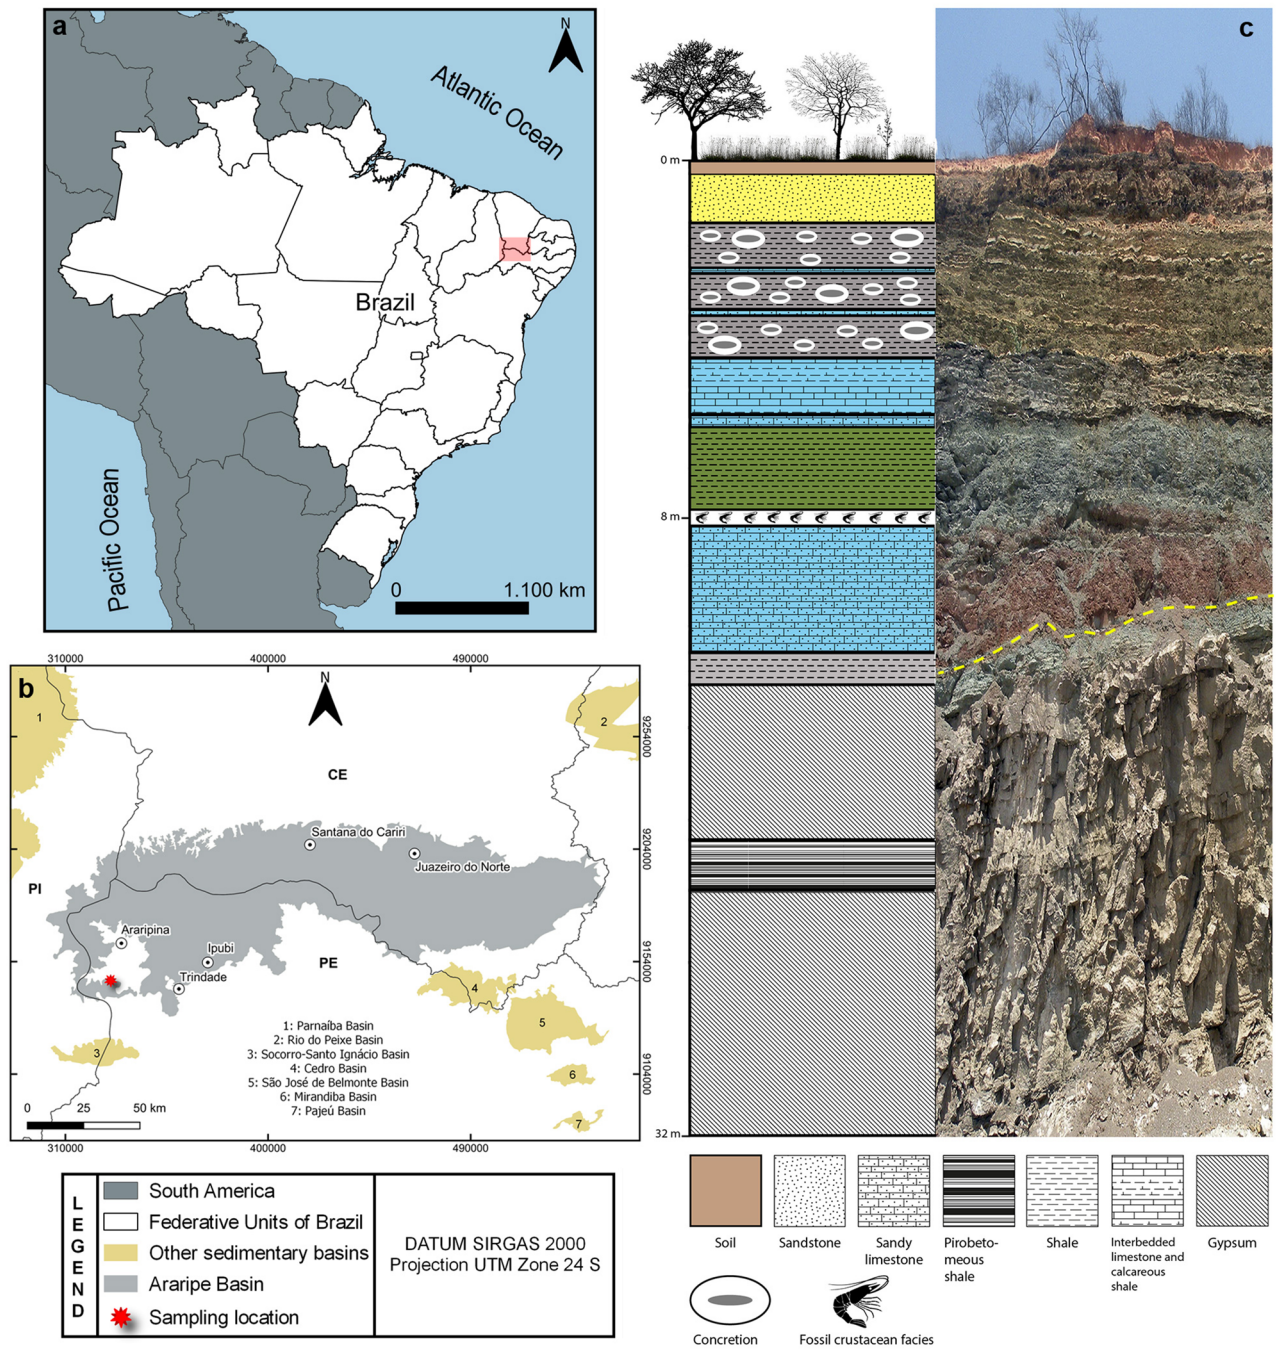 a
N
Atlantic Ocean
Brazil
Pacific Ocean
0 1.100 km
b
310000 400000 490000
N
1
2
9254000
CE
Santana do Cariri
9204000
Juazeiro do Norte
PI
Araripina
Ipubi
PE
9154000
Trindade
4
5
1: Parnaíba Basin
2: Rio do Peixe Basin
3: Socorro-Santo Ignácio Basin
4: Cedro Basin
5: São José de Belmonte Basin
6: Mirandiba Basin
7: Pajeú Basin
3
6
9104000
7
0 25 50 km
310000 400000 490000
LEGEND
South America
Federative Units of Brazil
Other sedimentary basins
Araripe Basin
Sampling location
DATUM SIRGAS 2000
Projection UTM Zone 24 S
c
0 m
8 m
32 m
Soil
Sandstone
Sandy
limestone
Pirobeto-
meous
shale
Shale
Interbedded
limestone and
calcareous
shale
Gypsum
Concretion
Fossil crustacean facies